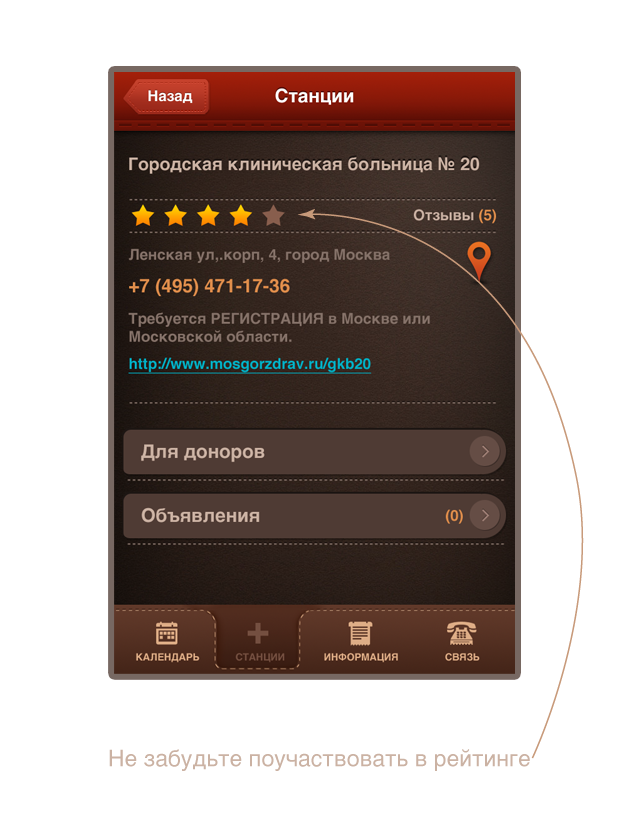 Назад
Станции
Городская клиническая больница № 20
Отзывы (5)
Ленская ул,.корп, 4, город Москва
+7 (495) 471-17-36
Требуется РЕГИСТРАЦИЯ в Москве или
Московской области.
http://www.mosgorzdrav.ru/gkb20
Для доноров
Объявления (0)
КАЛЕНДАРЬ СТАНЦИИ ИНФОРМАЦИЯ СВЯЗЬ
Не забудьте поучаствовать в рейтинге